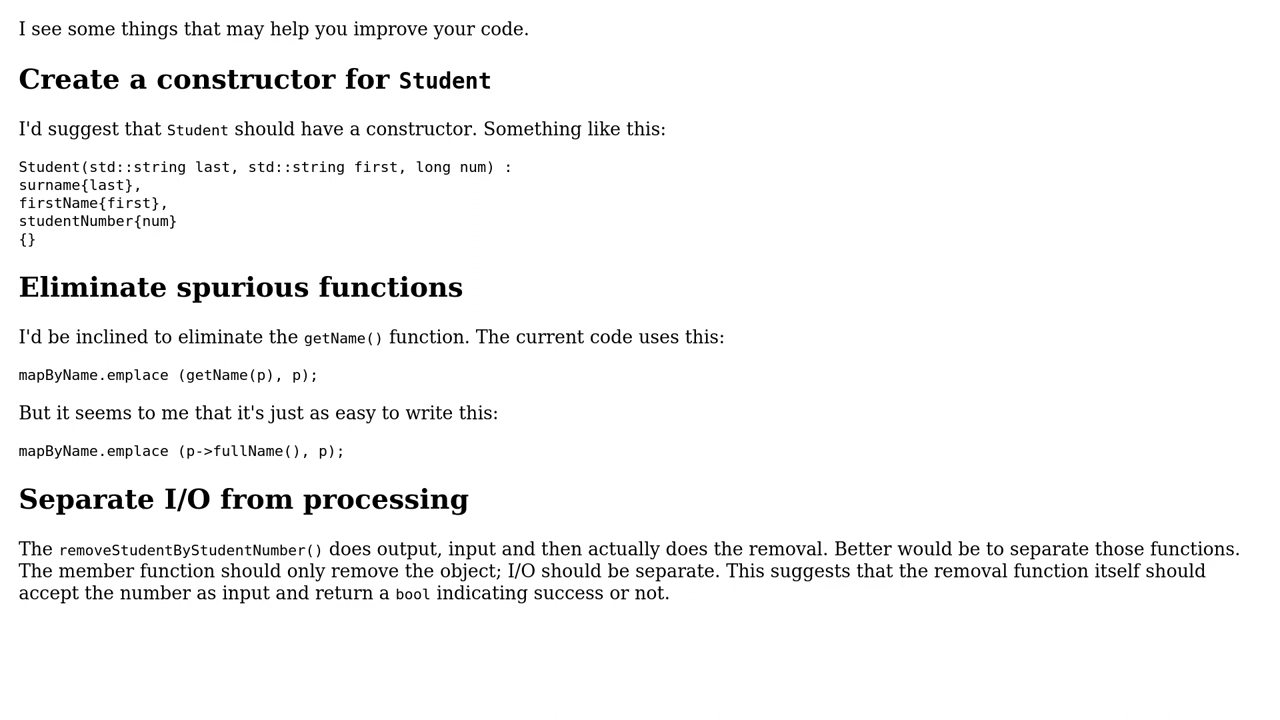 I see some things that may help you improve your code.
Create a constructor for Student
I'd suggest that Student should have a constructor. Something like this:
Student(std::string last, std::string first, long num) :
surname{last},
firstName{first},
studentNumber{num}
{}
Eliminate spurious functions
I'd be inclined to eliminate the getName() function. The current code uses this:
mapByName.emplace (getName(p), p);
But it seems to me that it's just as easy to write this:
mapByName.emplace (p->fullName(), p);
Separate I/O from processing
The removeStudentByStudentNumber() does output, input and then actually does the removal. Better would be to separate those functions.
The member function should only remove the object; I/O should be separate. This suggests that the removal function itself should
accept the number as input and return a bool indicating success or not.